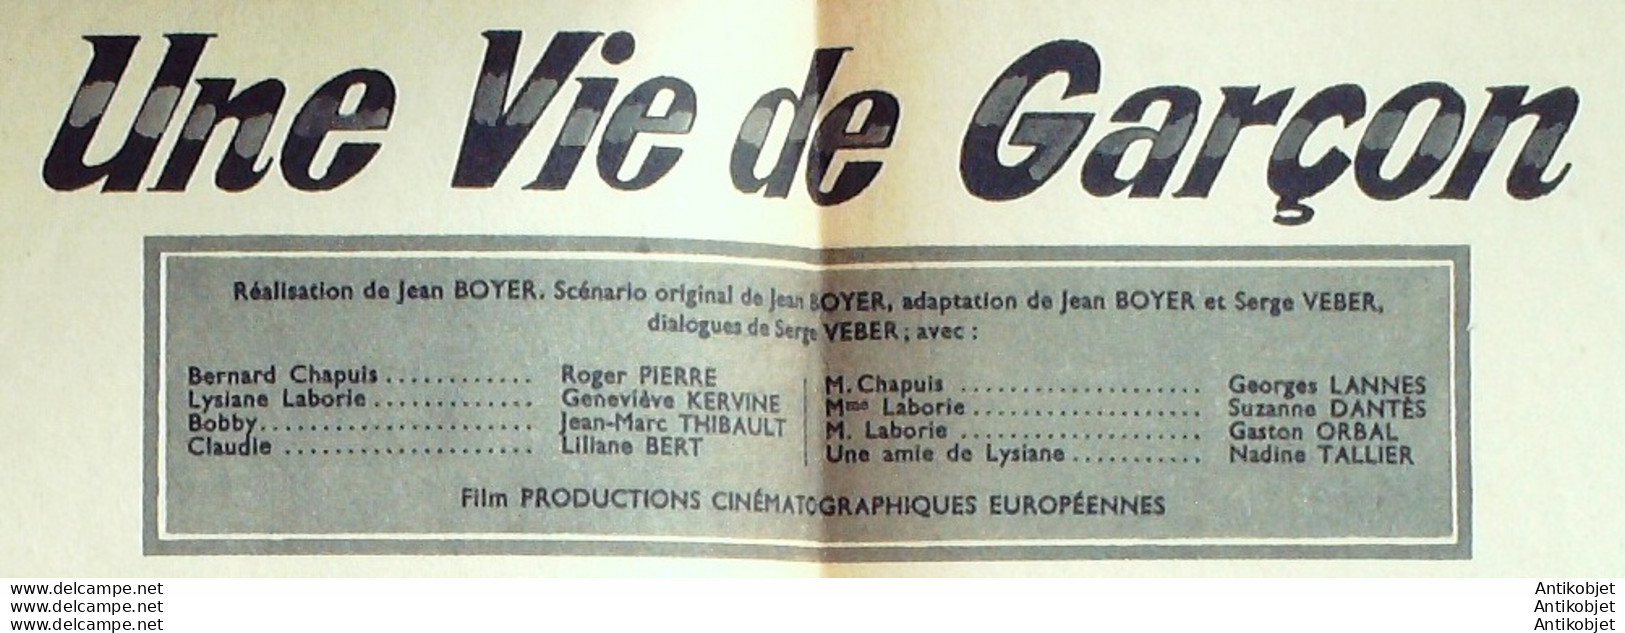 Une Vie de Garçon
Réalisation de Jean BOYER. Scénario original de Jean BOYER, adaptation de Jean BOYER et Serge VEBER,
dialogues de Serge VEBER ; avec :
Bernard Chapuis ............ Roger PIERRE
Lysiane Laborie ............. Geneviève KERVINE
Bobby ....................... Jean-Marc THIBAULT
Claudie ..................... Liliane BERT
M. Chapuis ..................... Georges LANNES
Mme Laborie .................... Suzanne DANTÈS
M. Laborie ..................... Gaston ORBAL
Une amie de Lysiane ........... Nadine TALLIER
Film PRODUCTIONS CINÉMATOGRAPHIQUES EUROPÉENNES
www.delcampe.net
www.delcampe.net
www.delcampe.net
Antikobjet
Antikobjet
Antikobjet